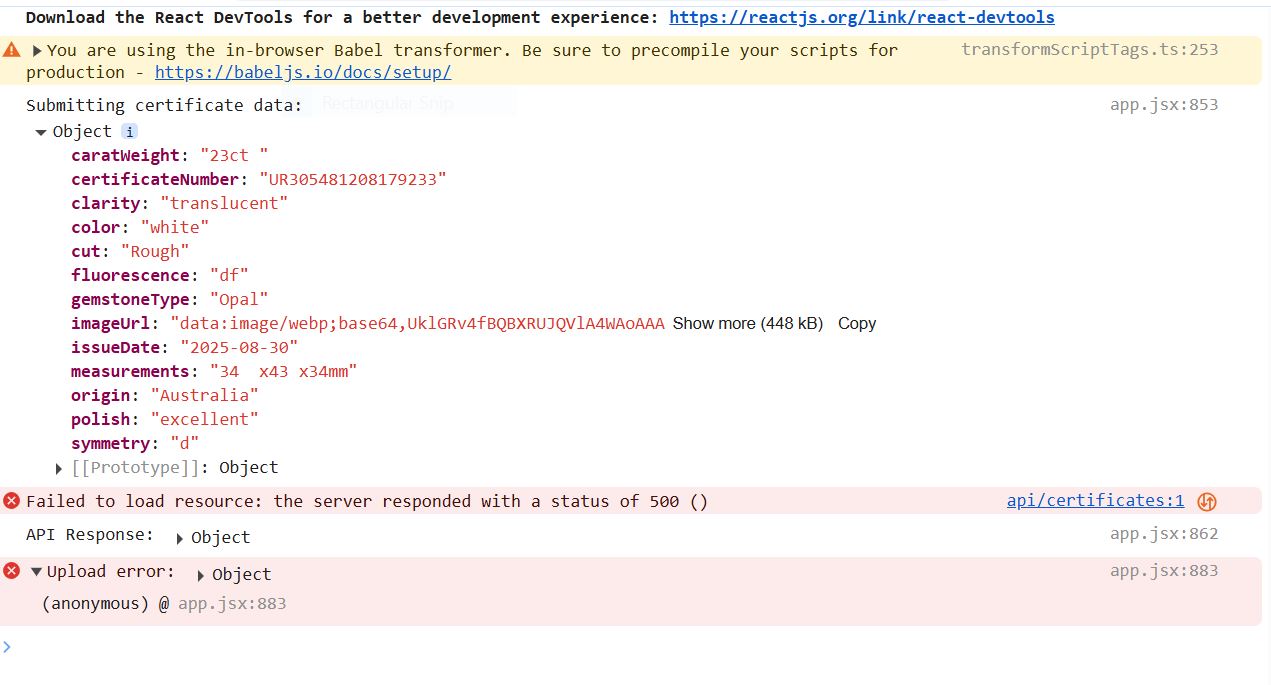 Download the React DevTools for a better development experience: https://reactjs.org/link/react-devtools
You are using the in-browser Babel transformer. Be sure to precompile your scripts for transformScriptTags.ts:253
production - https://babeljs.io/docs/setup/
Rectangular Snip
Submitting certificate data: app.jsx:853
Object i
caratWeight: "23ct "
certificateNumber: "UR305481208179233"
clarity: "translucent"
color: "white"
cut: "Rough"
fluorescence: "df"
gemstoneType: "Opal"
imageUrl: "data:image/webp;base64,UklGRv4fBQBXRUJQVlA4WAoAAA Show more (448 kB) Copy
issueDate: "2025-08-30"
measurements: "34  x43 x34mm"
origin: "Australia"
polish: "excellent"
symmetry: "d"
[[Prototype]]: Object
Failed to load resource: the server responded with a status of 500 () api/certificates:1
API Response: Object app.jsx:862
Upload error: Object app.jsx:883
(anonymous) @ app.jsx:883